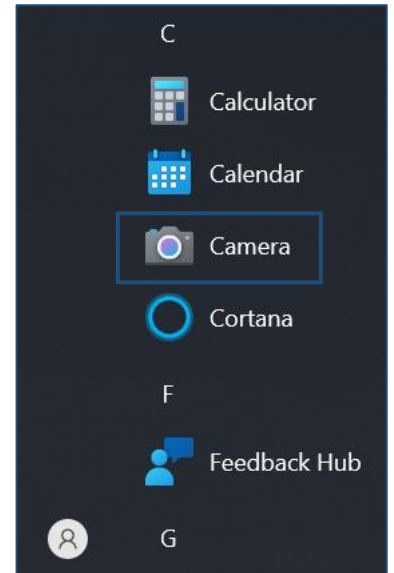 C
Calculator
Calendar
Camera
Cortana
F
Feedback Hub
G